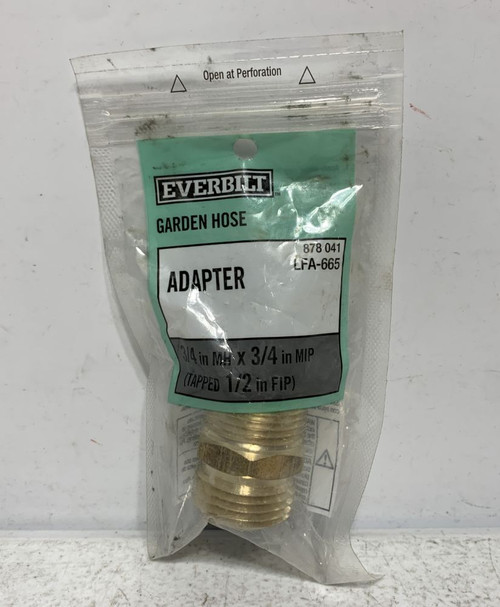 Open at Perforation
EVERBILT
GARDEN HOSE
878 041
LFA-665
ADAPTER
3/4 in MH X 3/4 in MIP
(TAPPED 1/2 in FIP)